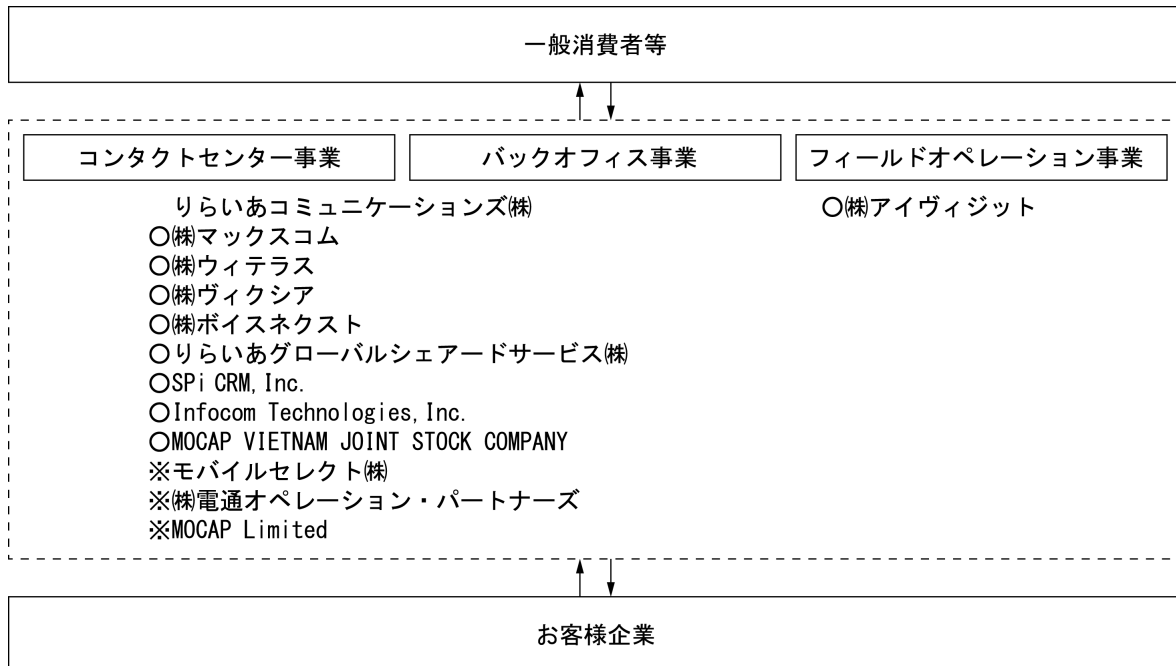 一般消費者等
コンタクトセンター事業
バックオフィス事業
フィールドオペレーション事業
りらいあコミュニケーションズ㈱
○㈱マックスコム
○㈱ウィテラス
○㈱ヴィクシア
○㈱ボイスネクスト
○りらいあグローバルシェアードサービス㈱
○SPi CRM, Inc.
○Infocom Technologies, Inc.
○MOCAP VIETNAM JOINT STOCK COMPANY
※モバイルセレクト㈱
※㈱電通オペレーション・パートナーズ
※MOCAP Limited
○㈱アイヴィジット
お客様企業